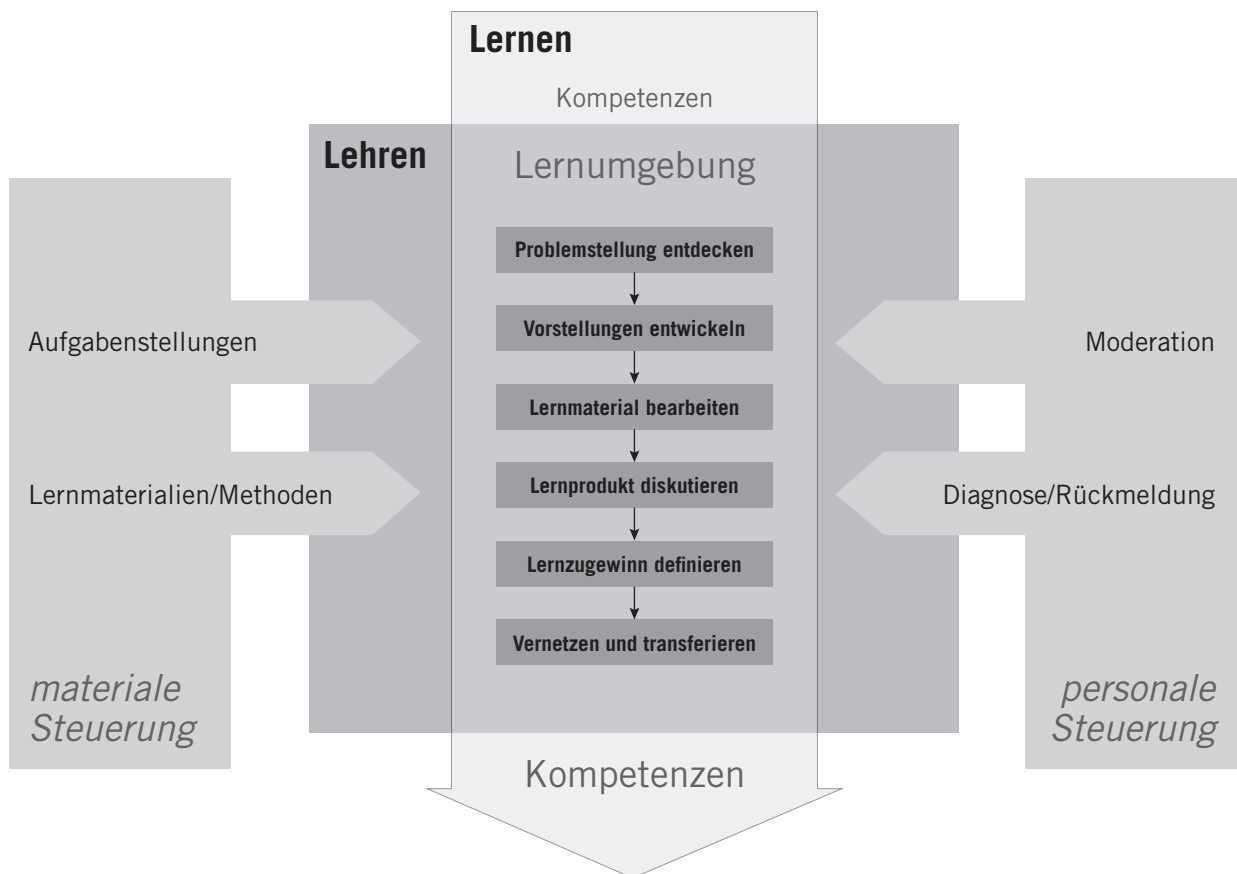 Lernen
Kompetenzen
Lehren
Lernumgebung
Problemstellung entdecken
Vorstellungen entwickeln
Lernmaterial bearbeiten
Lernprodukt diskutieren
Lernzugewinn definieren
Vernetzen und transferieren
Aufgabenstellungen
Lernmaterialien/Methoden
materiale
Steuerung
Moderation
Diagnose/Rückmeldung
personale
Steuerung
Kompetenzen